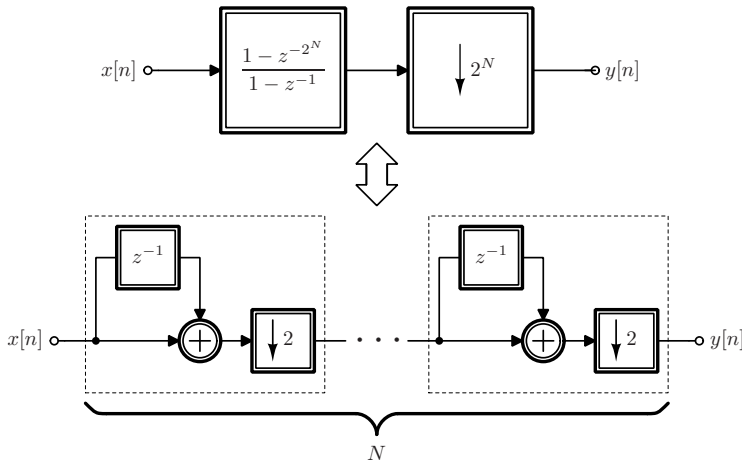 x[n]
1 − z^{−2^N}
1 − z^{−1}
↓ 2^N
y[n]
z^{−1}
z^{−1}
x[n]
+
↓ 2
· · · ·
+
↓ 2
y[n]
N